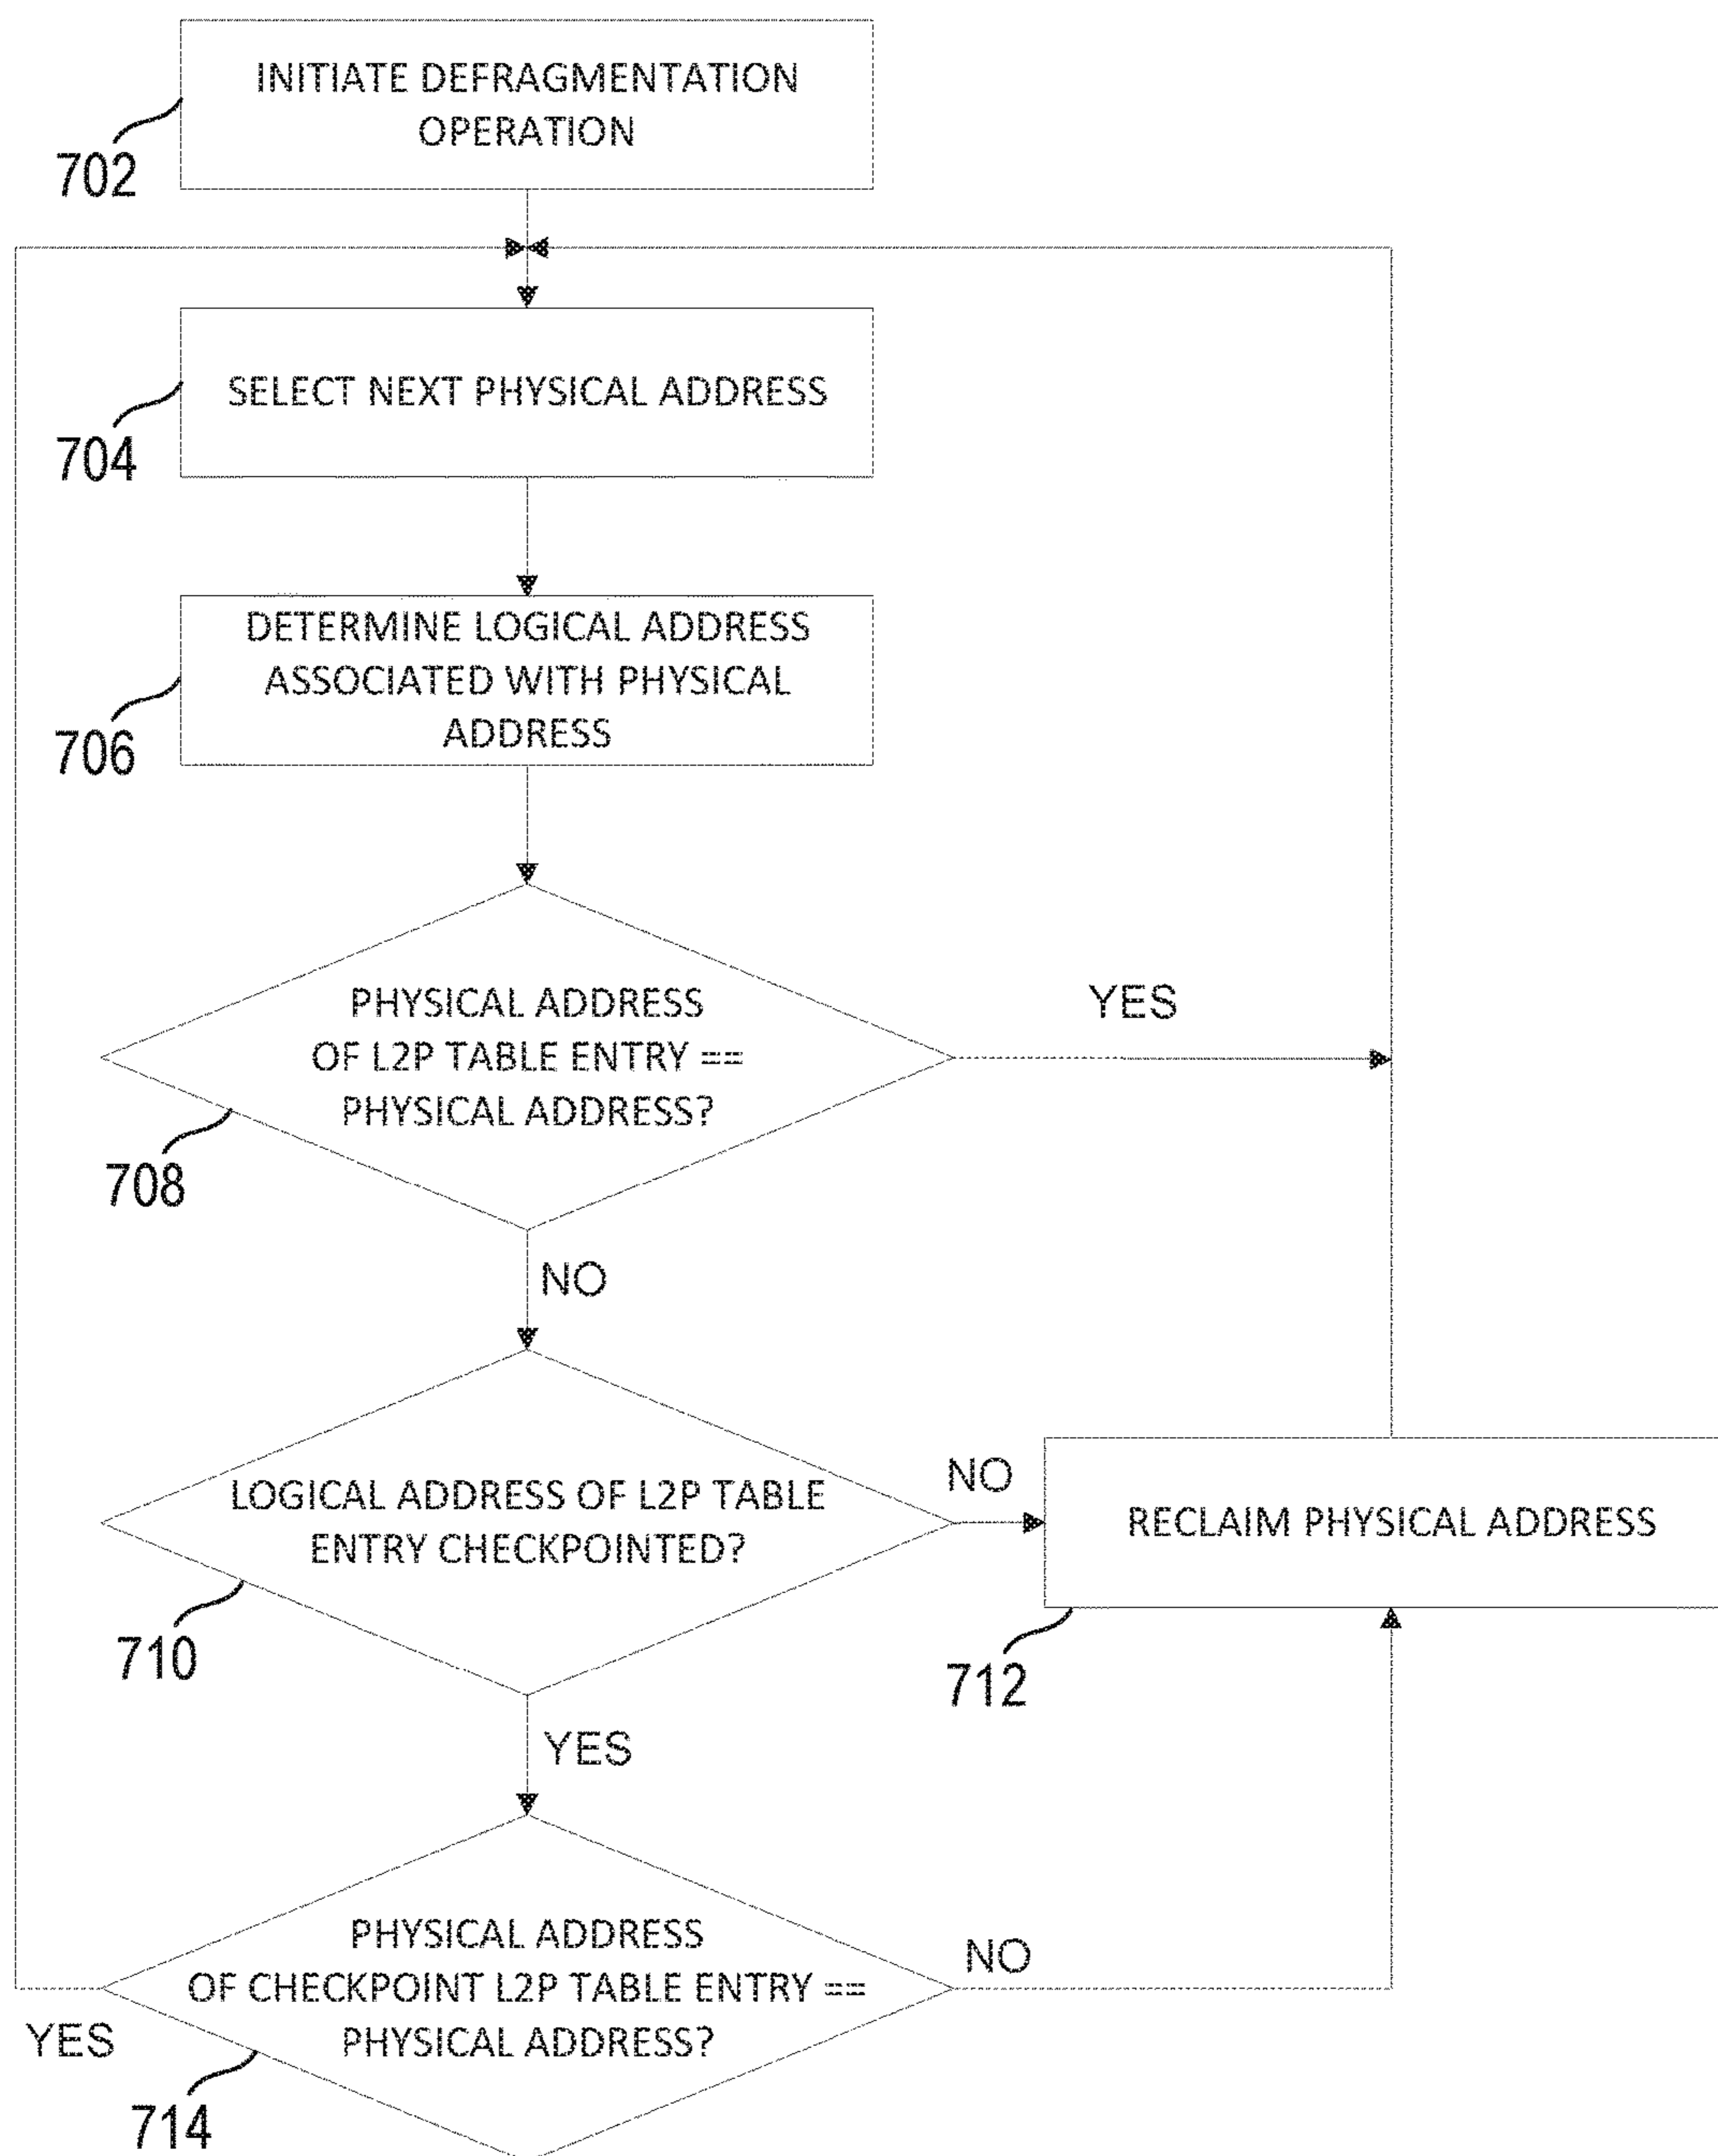 INITIATE DEFRAGMENTATION
OPERATION
702
SELECT NEXT PHYSICAL ADDRESS
704
DETERMINE LOGICAL ADDRESS
ASSOCIATED WITH PHYSICAL
ADDRESS
706
PHYSICAL ADDRESS
OF L2P TABLE ENTRY ==
PHYSICAL ADDRESS?
YES
708
NO
LOGICAL ADDRESS OF L2P TABLE
ENTRY CHECKPOINTED?
NO
RECLAIM PHYSICAL ADDRESS
710
712
YES
PHYSICAL ADDRESS
OF CHECKPOINT L2P TABLE ENTRY ==
PHYSICAL ADDRESS?
NO
YES
714